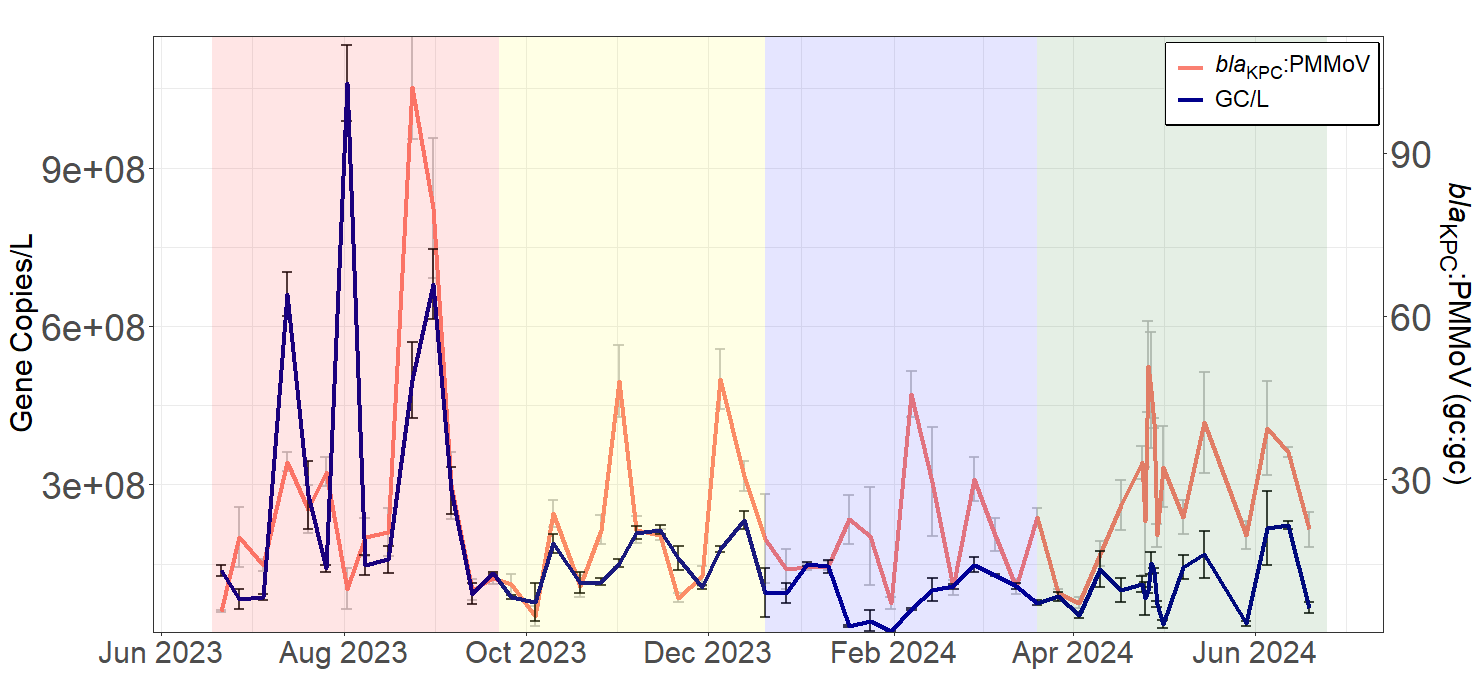 blaKPC:PMMoV
GC/L
9e+08
6e+08
3e+08
Gene Copies/L
90
60
30
blaKPC:PMMoV (gc:gc)
Jun 2023 Aug 2023 Oct 2023 Dec 2023 Feb 2024 Apr 2024 Jun 2024